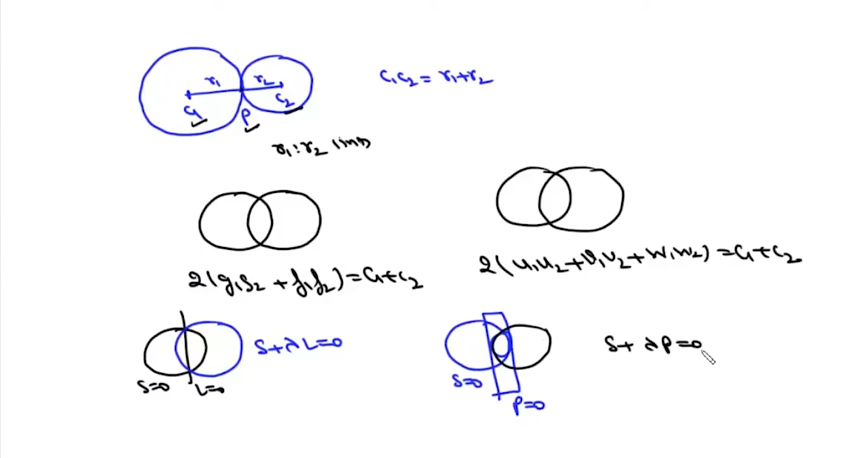 r₁ r₂ C₁C₂ = r₁+r₂
C₁ P C₂
r₁:r₂
2(g₁g₂ + f₁f₂) = C₁+C₂ 2(u₁u₂+v₁v₂+w₁w₂) = C₁+C₂
S+λL=0 S+ λP=0
S=0 L=0 S=0
P=0